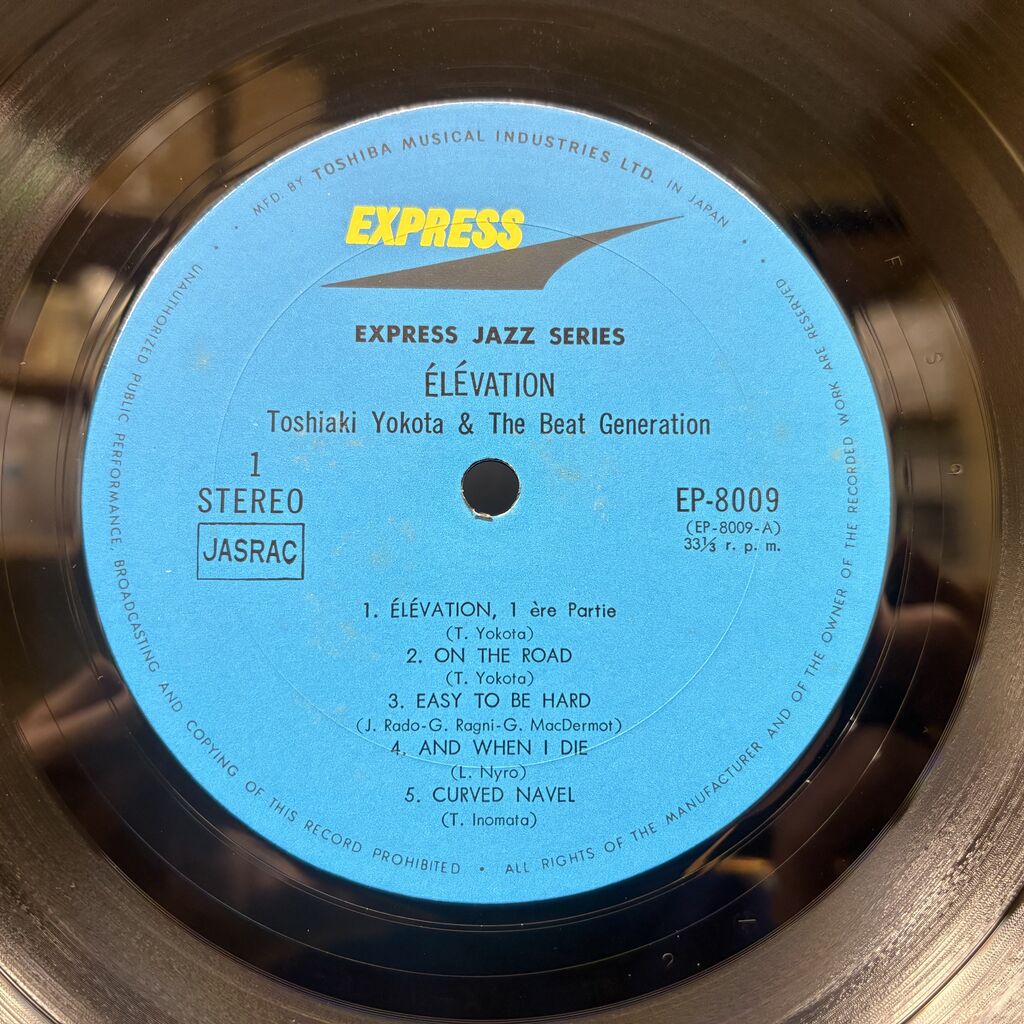 MFD. BY TOSHIBA MUSICAL INDUSTRIES LTD. IN JAPAN
EXPRESS
EXPRESS JAZZ SERIES
ÉLÉVATION
Toshiaki Yokota & The Beat Generation
1
STEREO
JASRAC
EP-8009
(EP-8009-A)
33⅓ r. p. m.
1. ÉLÉVATION, 1 ère Partie
(T. Yokota)
2. ON THE ROAD
(T. Yokota)
3. EASY TO BE HARD
(J. Rado-G. Ragni-G. MacDermot)
4. AND WHEN I DIE
(L. Nyro)
5. CURVED NAVEL
(T. Inomata)
UNAUTHORIZED PUBLIC PERFORMANCE, BROADCASTING AND COPYING OF THIS RECORD PROHIBITED • ALL RIGHTS OF THE MANUFACTURER AND OF THE OWNER OF THE RECORDED WORK ARE RESERVED